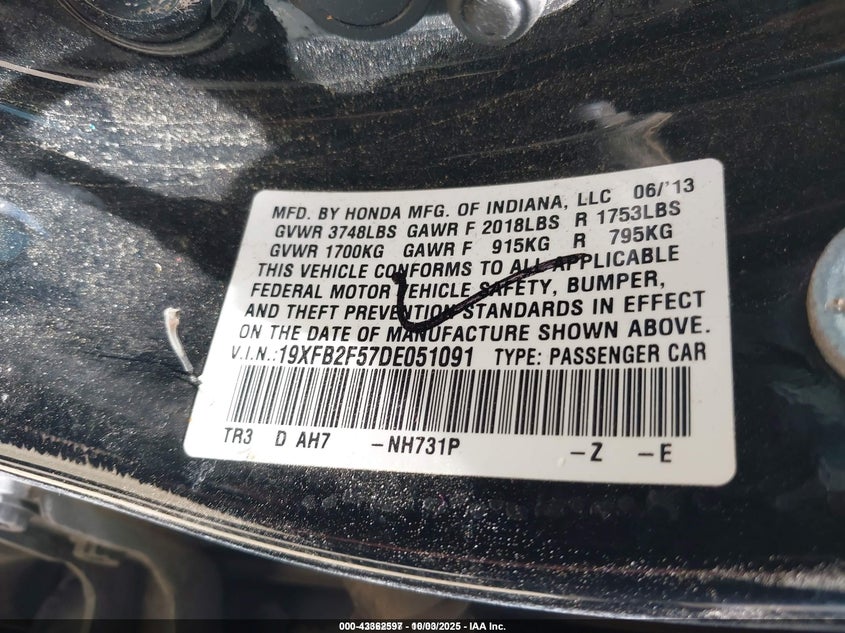 MFD. BY HONDA MFG. OF INDIANA, LLC 06/'13
GVWR 3748LBS GAWR F 2018LBS R 1753LBS
GVWR 1700KG GAWR F 915KG R 795KG
THIS VEHICLE CONFORMS TO ALL APPLICABLE
FEDERAL MOTOR VEHICLE SAFETY, BUMPER,
AND THEFT PREVENTION STANDARDS IN EFFECT
ON THE DATE OF MANUFACTURE SHOWN ABOVE.
V.I.N.:19XFB2F57DE051091 TYPE: PASSENGER CAR
TR3 D AH7 -NH731P -Z -E
- IAA Inc.